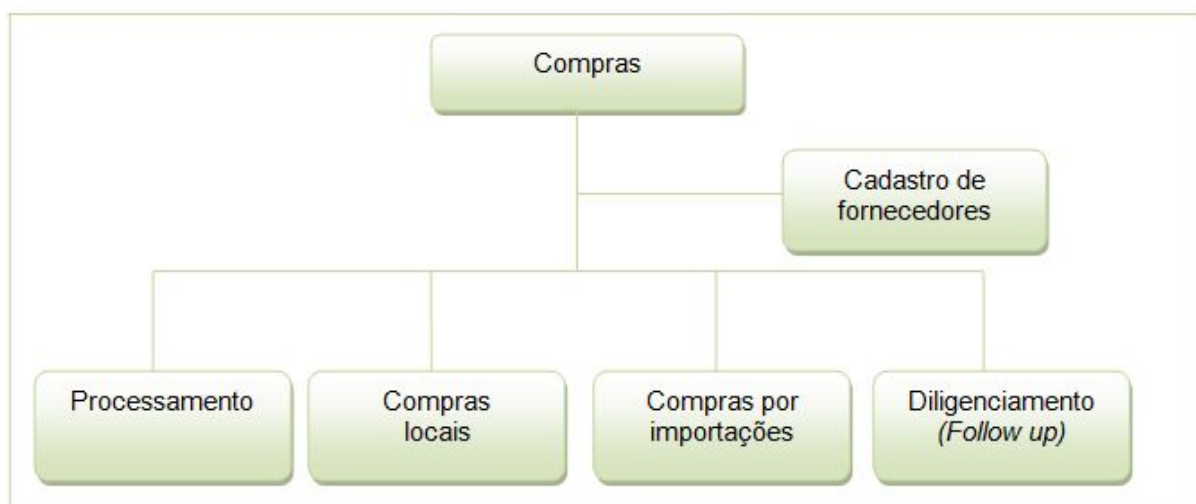 Compras
Cadastro de
fornecedores
Processamento
Compras
locais
Compras por
importações
Diligenciamento
(Follow up)